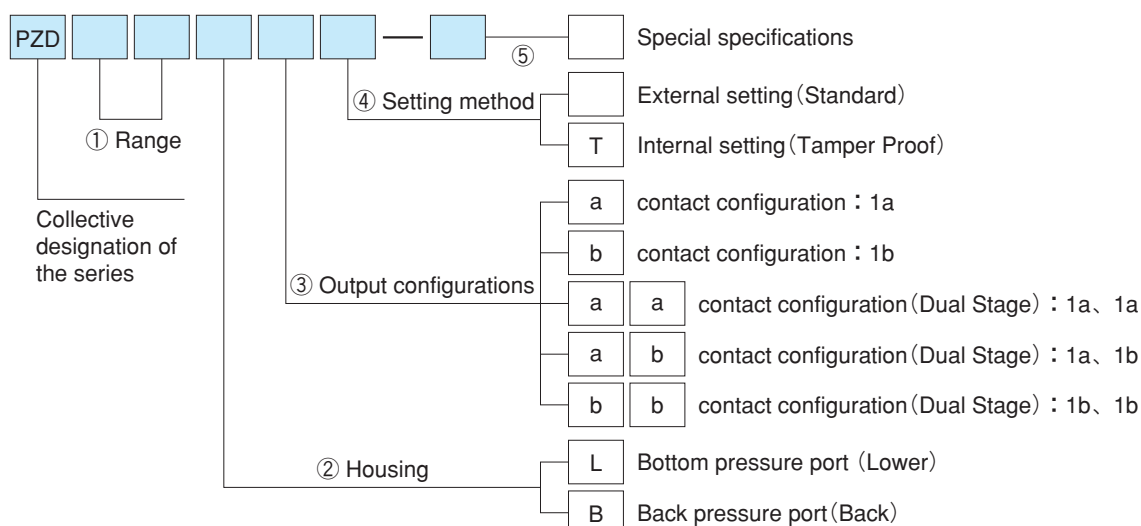 PZD
⑤
Special specifications
④ Setting method
External setting(Standard)
T Internal setting(Tamper Proof)
① Range
Collective
designation of
the series
③ Output configurations
a contact configuration:1a
b contact configuration:1b
a a contact configuration(Dual Stage):1a、1a
a b contact configuration(Dual Stage):1a、1b
b b contact configuration(Dual Stage):1b、1b
② Housing
L Bottom pressure port (Lower)
B Back pressure port(Back)